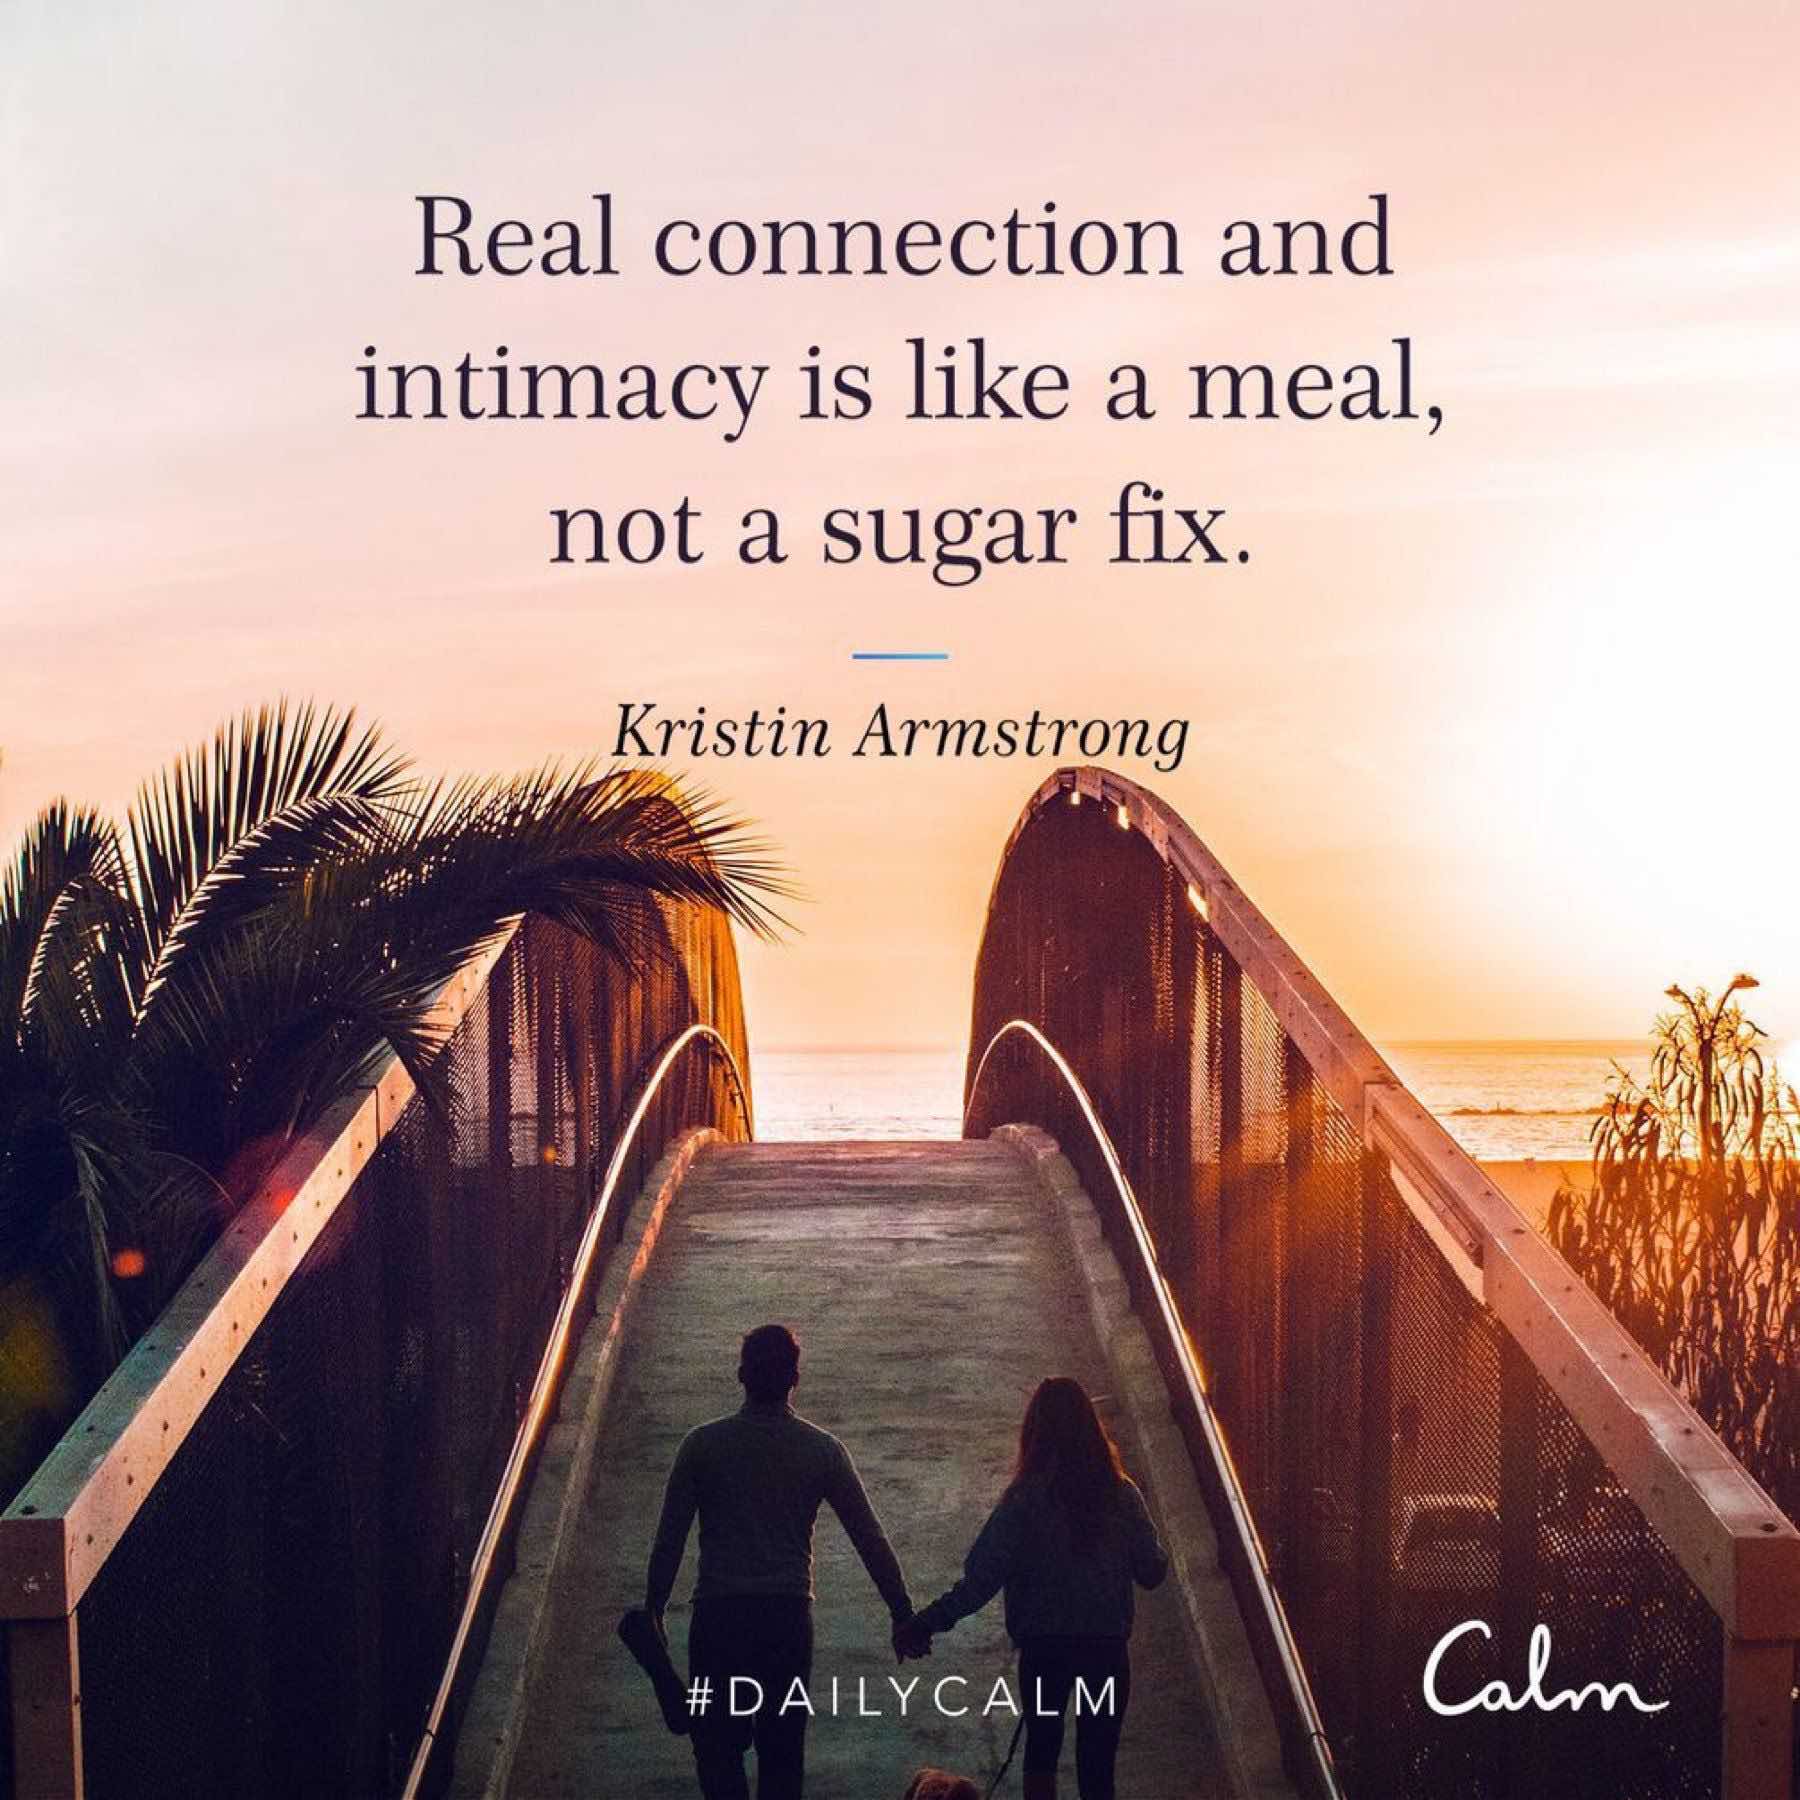 Real connection and
intimacy is like a meal,
not a sugar fix.
Kristin Armstrong
#DAILYCALM
Calm